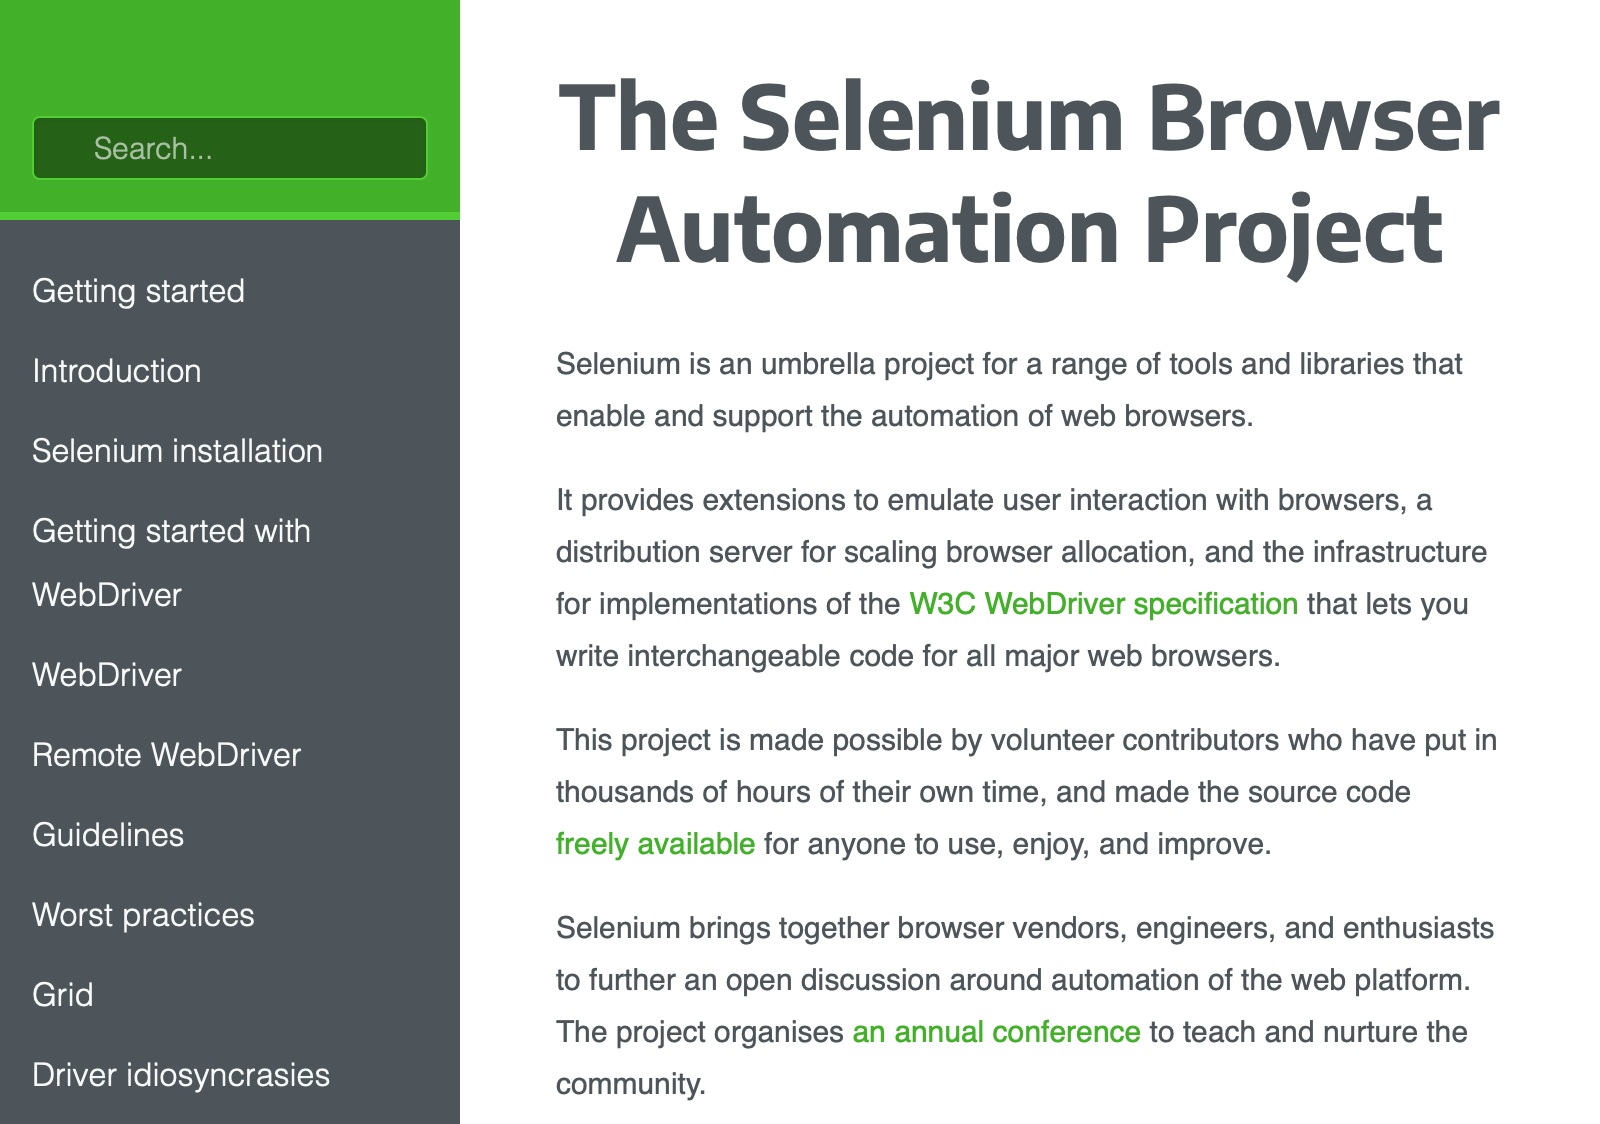 Search...
Getting started
Introduction
Selenium installation
Getting started with
WebDriver
WebDriver
Remote WebDriver
Guidelines
Worst practices
Grid
Driver idiosyncrasies
The Selenium Browser
Automation Project
Selenium is an umbrella project for a range of tools and libraries that
enable and support the automation of web browsers.
It provides extensions to emulate user interaction with browsers, a
distribution server for scaling browser allocation, and the infrastructure
for implementations of the W3C WebDriver specification that lets you
write interchangeable code for all major web browsers.
This project is made possible by volunteer contributors who have put in
thousands of hours of their own time, and made the source code
freely available for anyone to use, enjoy, and improve.
Selenium brings together browser vendors, engineers, and enthusiasts
to further an open discussion around automation of the web platform.
The project organises an annual conference to teach and nurture the
community.